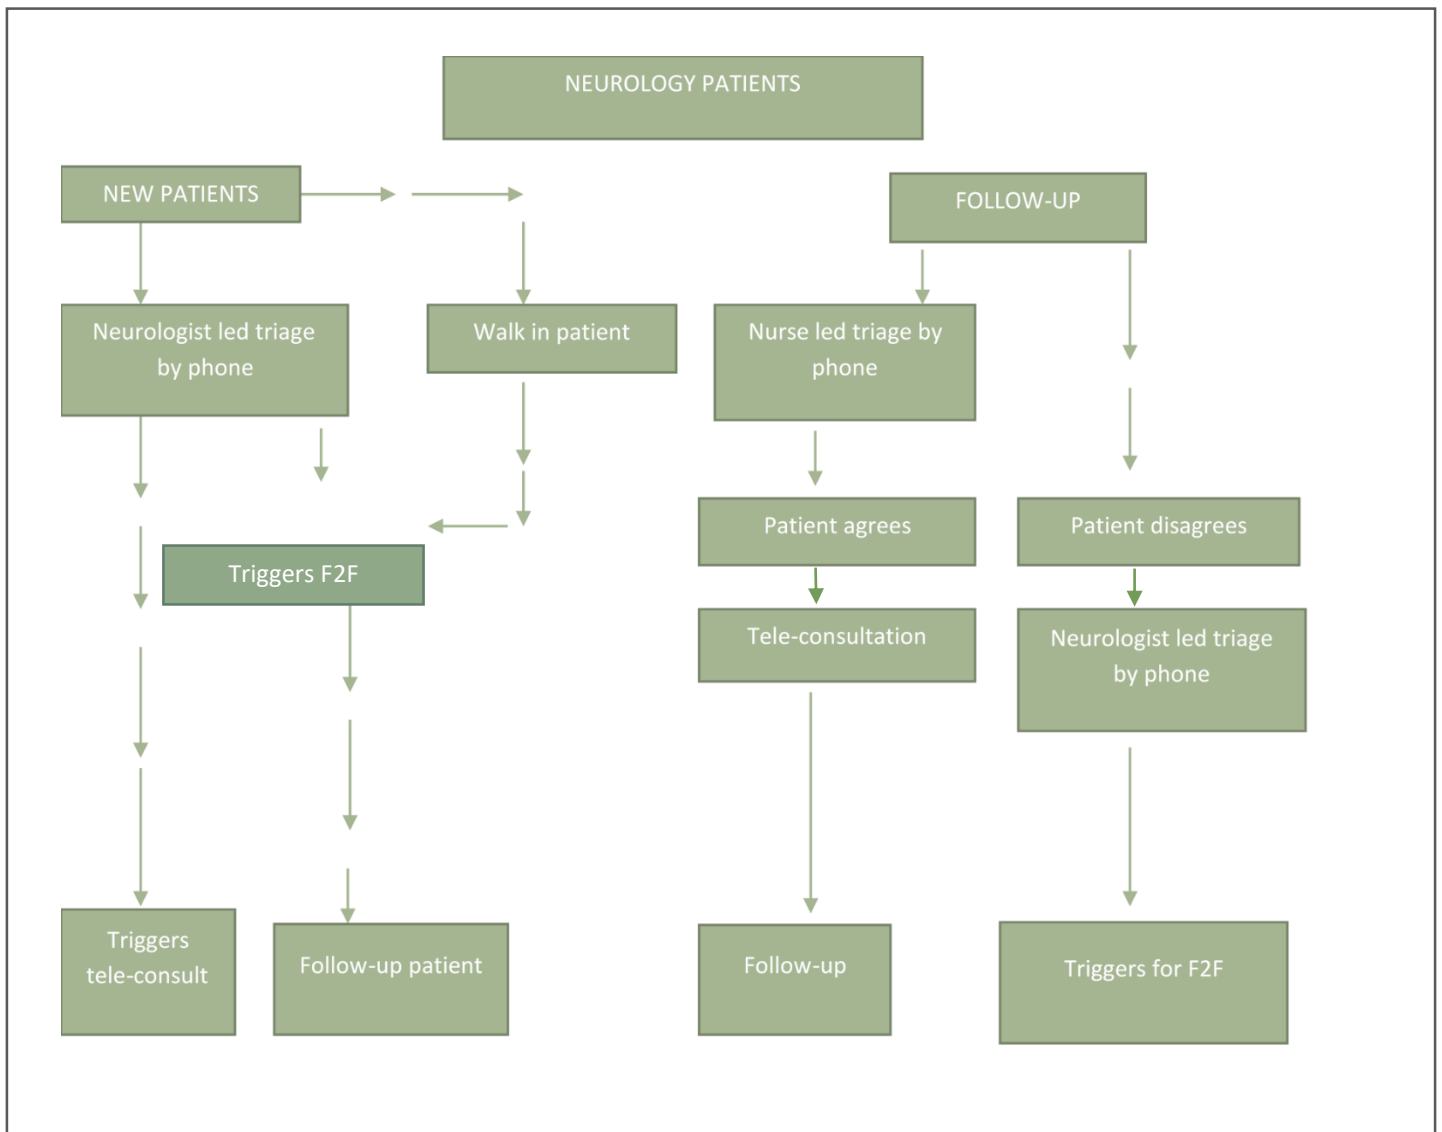 NEUROLOGY PATIENTS
NEW PATIENTS
FOLLOW-UP
Neurologist led triage
by phone
Walk in patient
Nurse led triage by
phone
Patient agrees
Patient disagrees
Triggers F2F
Tele-consultation
Neurologist led triage
by phone
Triggers
tele-consult
Follow-up patient
Follow-up
Triggers for F2F